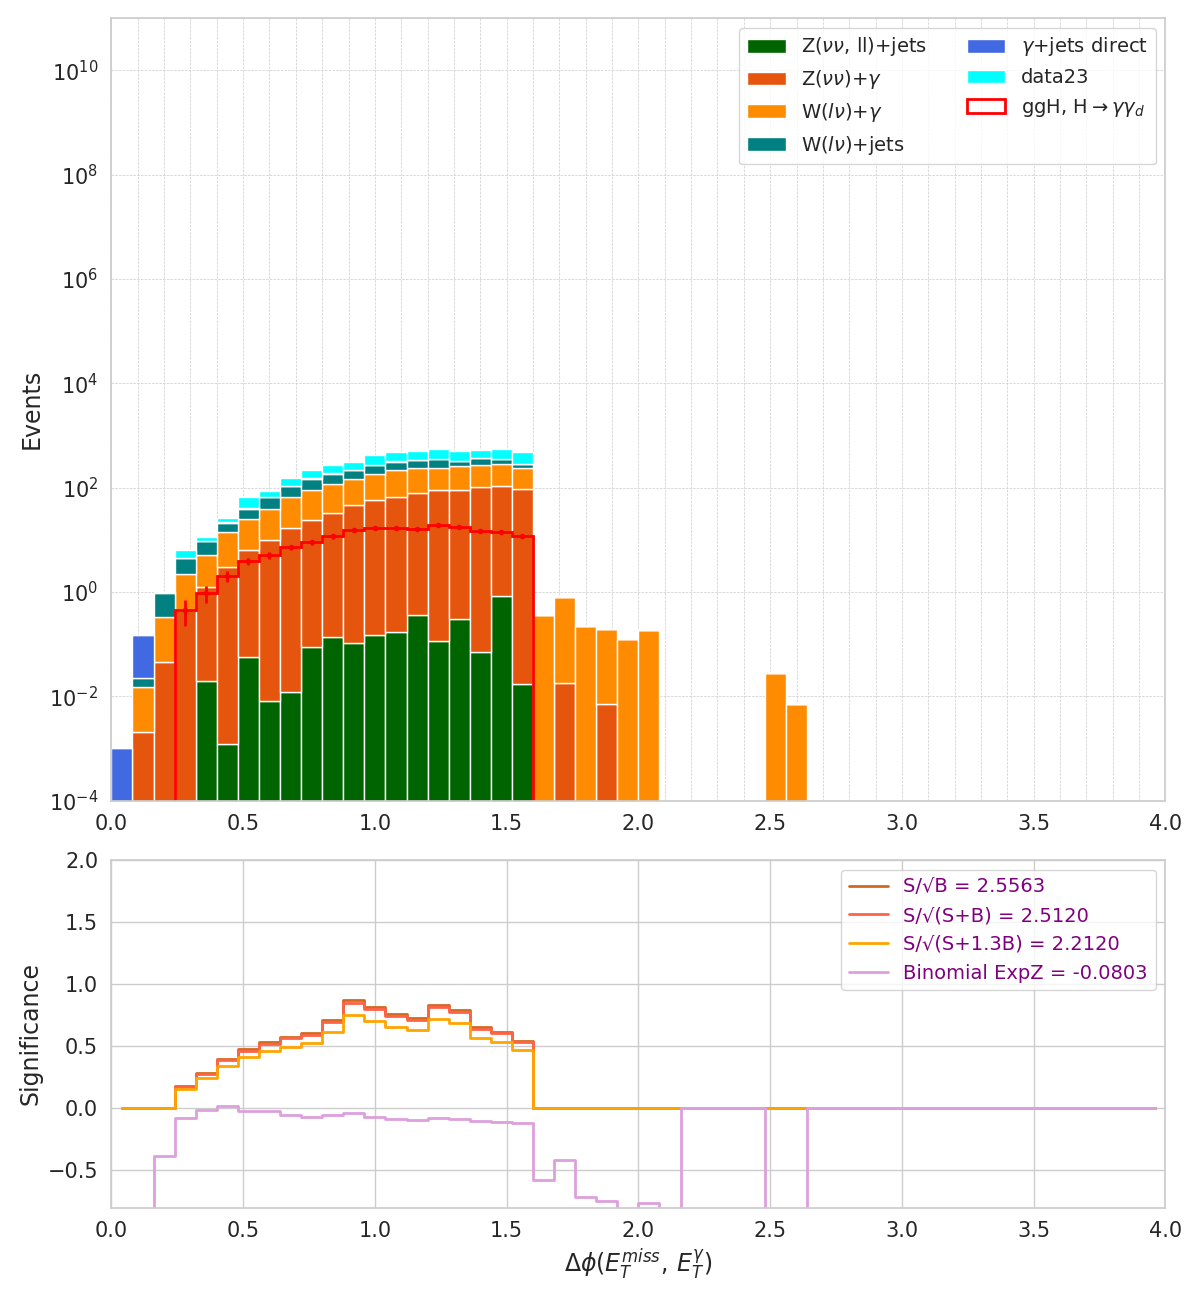 Events
10^10
10^8
10^6
10^4
10^2
10^0
10^−2
10^−4
Z(νν, ll)+jets
Z(νν)+γ
W(lν)+γ
W(lν)+jets
γ+jets direct
data23
ggH, H→γγ_d
0.0 0.5 1.0 1.5 2.0 2.5 3.0 3.5 4.0
Significance
2.0
1.5
1.0
0.5
0.0
−0.5
S/√B = 2.5563
S/√(S+B) = 2.5120
S/√(S+1.3B) = 2.2120
Binomial ExpZ = -0.0803
0.0 0.5 1.0 1.5 2.0 2.5 3.0 3.5 4.0
Δϕ(E_T^miss, E_T^γ)